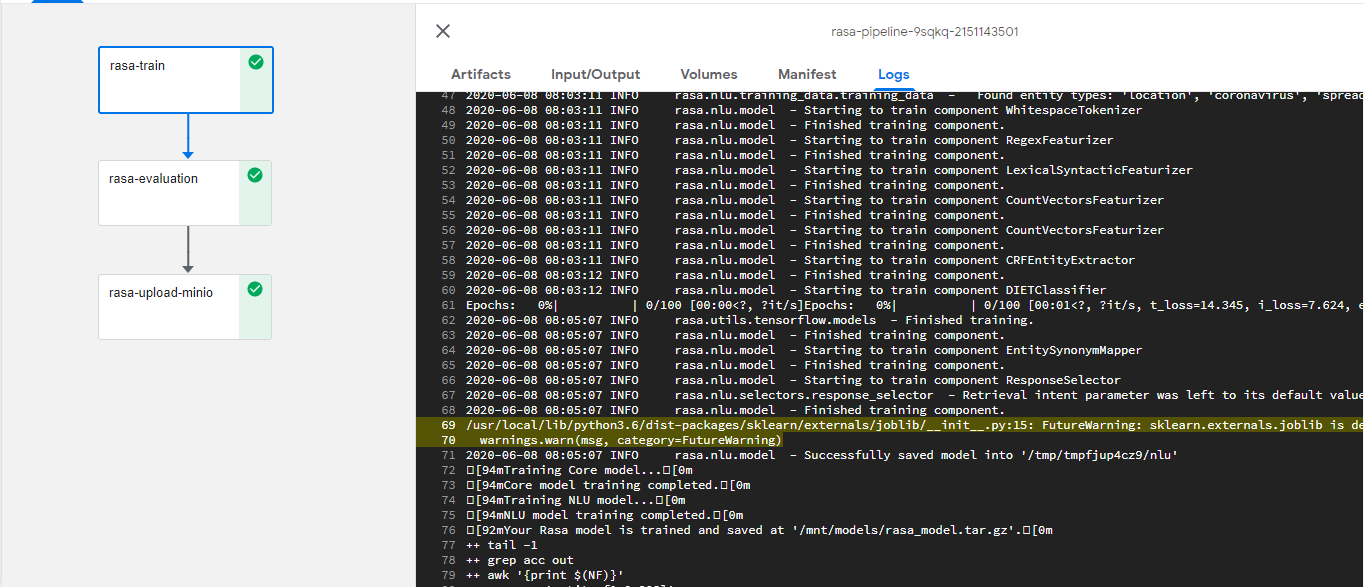 rasa-train
rasa-evaluation
rasa-upload-minio
rasa-pipeline-9sqkq-2151143501
Artifacts Input/Output Volumes Manifest Logs
47 2020-06-08 08:03:11 INFO rasa.nlu.training_data.training_data - Found entity types: 'location', 'coronavirus', 'spread
48 2020-06-08 08:03:11 INFO rasa.nlu.model - Starting to train component WhitespaceTokenizer
49 2020-06-08 08:03:11 INFO rasa.nlu.model - Finished training component.
50 2020-06-08 08:03:11 INFO rasa.nlu.model - Starting to train component RegexFeaturizer
51 2020-06-08 08:03:11 INFO rasa.nlu.model - Finished training component.
52 2020-06-08 08:03:11 INFO rasa.nlu.model - Starting to train component LexicalSyntacticFeaturizer
53 2020-06-08 08:03:11 INFO rasa.nlu.model - Finished training component.
54 2020-06-08 08:03:11 INFO rasa.nlu.model - Starting to train component CountVectorsFeaturizer
55 2020-06-08 08:03:11 INFO rasa.nlu.model - Finished training component.
56 2020-06-08 08:03:11 INFO rasa.nlu.model - Starting to train component CountVectorsFeaturizer
57 2020-06-08 08:03:11 INFO rasa.nlu.model - Finished training component.
58 2020-06-08 08:03:11 INFO rasa.nlu.model - Starting to train component CRFEntityExtractor
59 2020-06-08 08:03:12 INFO rasa.nlu.model - Finished training component.
60 2020-06-08 08:03:12 INFO rasa.nlu.model - Starting to train component DIETClassifier
61 Epochs: 0%| | 0/100 [00:00<?, ?it/s]Epochs: 0%| | 0/100 [00:01<?, ?it/s, t_loss=14.345, i_loss=7.624, e
62 2020-06-08 08:05:07 INFO rasa.utils.tensorflow.models - Finished training.
63 2020-06-08 08:05:07 INFO rasa.nlu.model - Finished training component.
64 2020-06-08 08:05:07 INFO rasa.nlu.model - Starting to train component EntitySynonymMapper
65 2020-06-08 08:05:07 INFO rasa.nlu.model - Finished training component.
66 2020-06-08 08:05:07 INFO rasa.nlu.model - Starting to train component ResponseSelector
67 2020-06-08 08:05:07 INFO rasa.nlu.selectors.response_selector - Retrieval intent parameter was left to its default value
68 2020-06-08 08:05:07 INFO rasa.nlu.model - Finished training component.
69 /usr/local/lib/python3.6/dist-packages/sklearn/externals/joblib/__init__.py:15: FutureWarning: sklearn.externals.joblib is de
70 warnings.warn(msg, category=FutureWarning)
71 2020-06-08 08:05:07 INFO rasa.nlu.model - Successfully saved model into '/tmp/tmpfjup4cz9/nlu'
72 □[94mTraining Core model...□[0m
73 □[94mCore model training completed.□[0m
74 □[94mTraining NLU model...□[0m
75 □[94mNLU model training completed.□[0m
76 □[92mYour Rasa model is trained and saved at '/mnt/models/rasa_model.tar.gz'.□[0m
77 ++ tail -1
78 ++ grep acc out
79 ++ awk '{print $(NF)}'